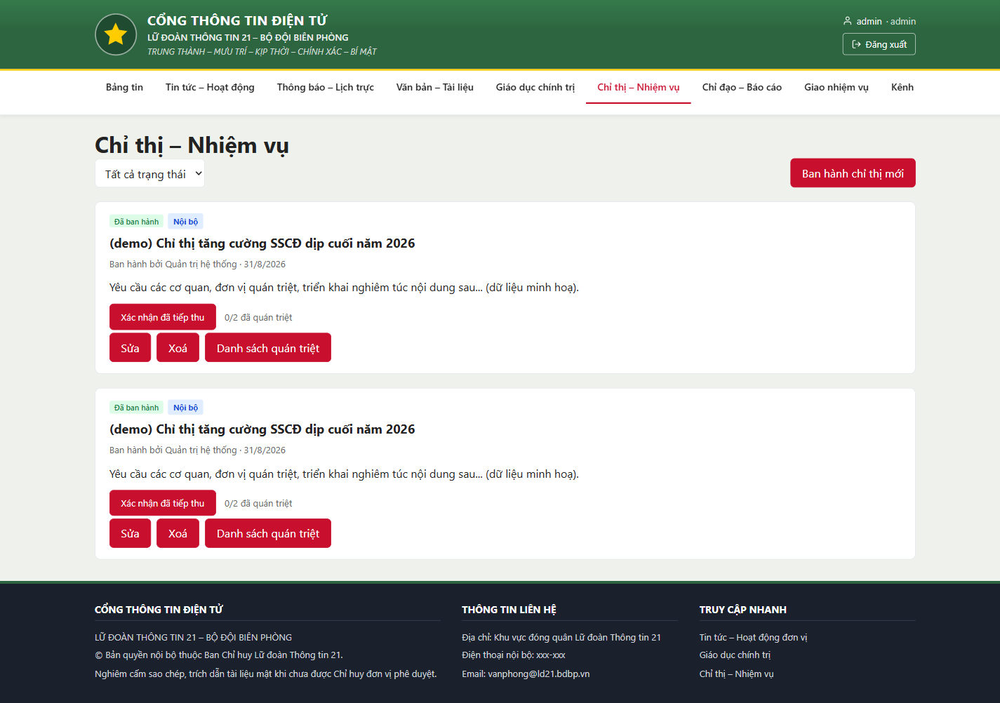 CỔNG THÔNG TIN ĐIỆN TỬ
LỮ ĐOÀN THÔNG TIN 21 – BỘ ĐỘI BIÊN PHÒNG
TRUNG THÀNH – MƯU TRÍ – KỊP THỜI – CHÍNH XÁC – BÍ MẬT
admin · admin
Đăng xuất
Bảng tin Tin tức – Hoạt động Thông báo – Lịch trực Văn bản – Tài liệu Giáo dục chính trị Chỉ thị – Nhiệm vụ Chỉ đạo – Báo cáo Giao nhiệm vụ Kênh
Chỉ thị – Nhiệm vụ
Tất cả trạng thái
Ban hành chỉ thị mới
Đã ban hành Nội bộ
(demo) Chỉ thị tăng cường SSCĐ dịp cuối năm 2026
Ban hành bởi Quản trị hệ thống · 31/8/2026
Yêu cầu các cơ quan, đơn vị quán triệt, triển khai nghiêm túc nội dung sau... (dữ liệu minh hoạ).
Xác nhận đã tiếp thu 0/2 đã quán triệt
Sửa Xoá Danh sách quán triệt
Đã ban hành Nội bộ
(demo) Chỉ thị tăng cường SSCĐ dịp cuối năm 2026
Ban hành bởi Quản trị hệ thống · 31/8/2026
Yêu cầu các cơ quan, đơn vị quán triệt, triển khai nghiêm túc nội dung sau... (dữ liệu minh hoạ).
Xác nhận đã tiếp thu 0/2 đã quán triệt
Sửa Xoá Danh sách quán triệt
CỔNG THÔNG TIN ĐIỆN TỬ
LỮ ĐOÀN THÔNG TIN 21 – BỘ ĐỘI BIÊN PHÒNG
© Bản quyền nội bộ thuộc Ban Chỉ huy Lữ đoàn Thông tin 21.
Nghiêm cấm sao chép, trích dẫn tài liệu mật khi chưa được Chỉ huy đơn vị phê duyệt.
THÔNG TIN LIÊN HỆ
Địa chỉ: Khu vực đóng quân Lữ đoàn Thông tin 21
Điện thoại nội bộ: xxx-xxx
Email: vanphong@ld21.bdbp.vn
TRUY CẬP NHANH
Tin tức – Hoạt động đơn vị
Giáo dục chính trị
Chỉ thị – Nhiệm vụ